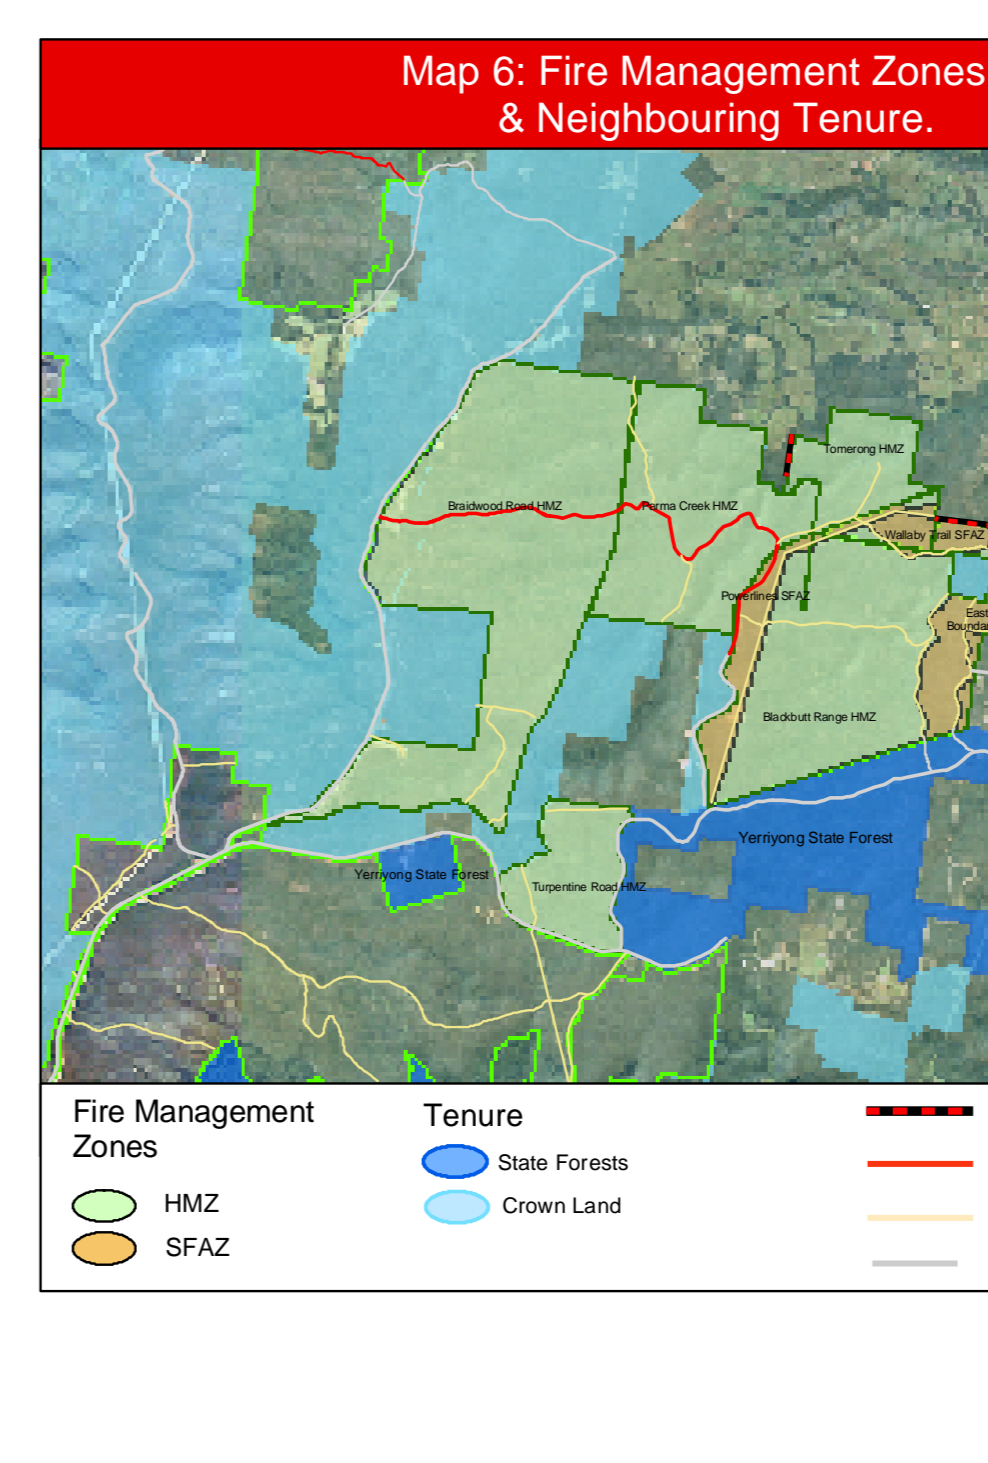 Map 6: Fire Management Zones
& Neighbouring Tenure.
Tomerong HMZ
Braidwood Road HMZ
Parma Creek HMZ
Wallaby Trail SFAZ
Powerlines SFAZ
East
Blackbutt Range HMZ
Yerriyong State Forest
Yerriyong State Forest
Turpentine Road HMZ
Fire Management
Zones
HMZ
SFAZ
Tenure
State Forests
Crown Land